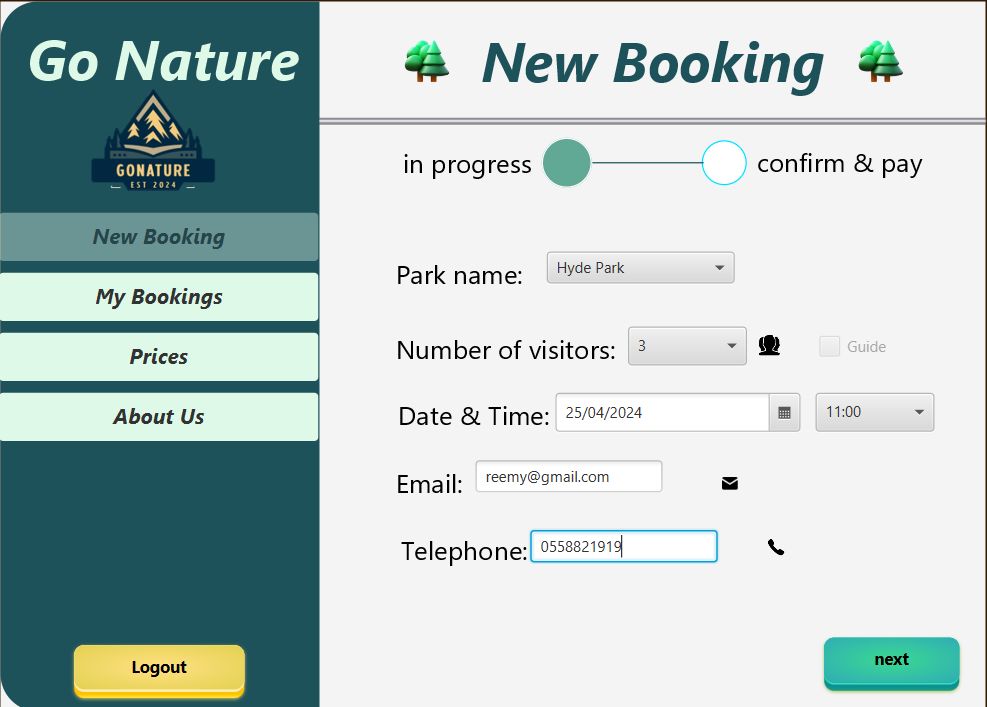 Go Nature
GONATURE
EST 2024
New Booking
My Bookings
Prices
About Us
Logout
New Booking
in progress
confirm & pay
Park name: Hyde Park
Number of visitors: 3 Guide
Date & Time: 25/04/2024 11:00
Email: reemy@gmail.com
Telephone: 0558821919
next